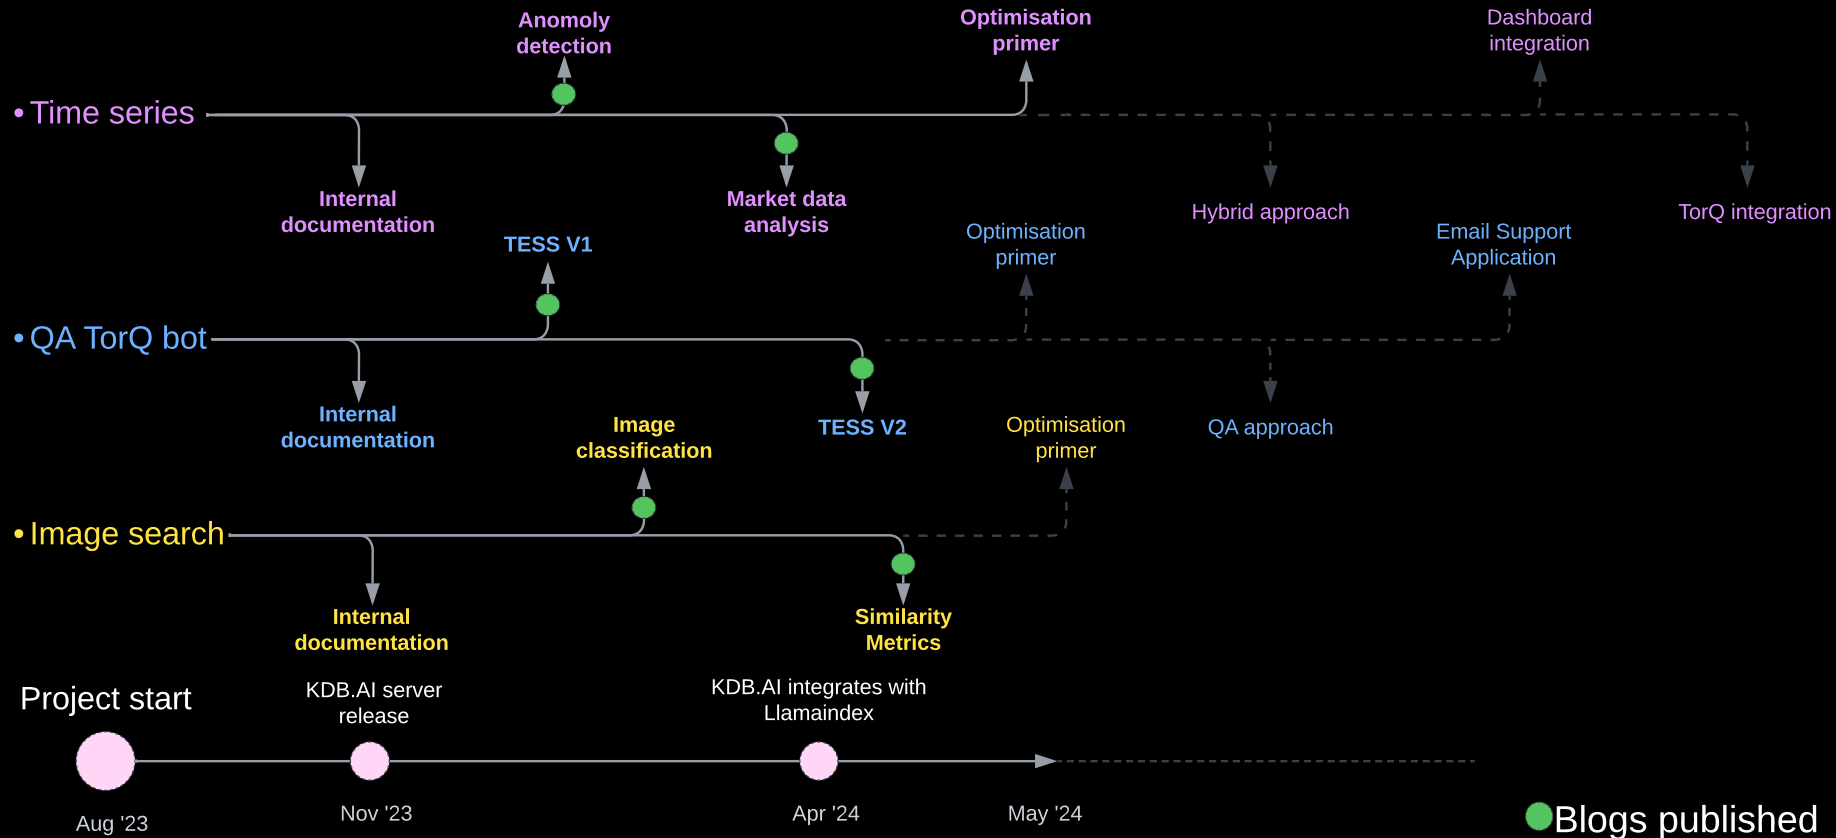 Anomoly
detection
Optimisation
primer
Dashboard
integration
• Time series
Internal
documentation
Market data
analysis
Hybrid approach
TorQ integration
TESS V1
Optimisation
primer
Email Support
Application
• QA TorQ bot
Internal
documentation
TESS V2
QA approach
Image
classification
Optimisation
primer
• Image search
Internal
documentation
Similarity
Metrics
Project start
KDB.AI server
release
KDB.AI integrates with
Llamaindex
Aug '23
Nov '23
Apr '24
May '24
Blogs published